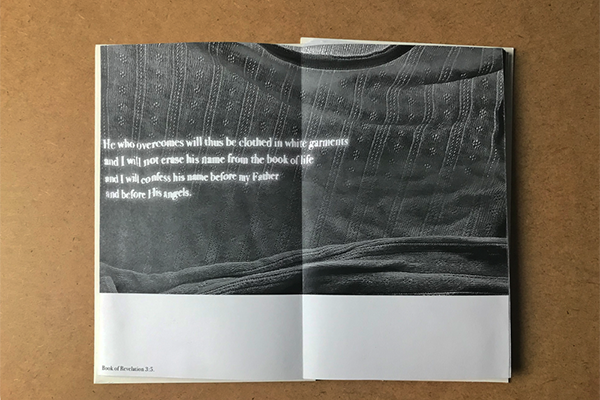 He who overcomes will thus be clothed in white garments
and I will not erase his name from the book of life
and I will confess his name before my Father
and before His angels.
Book of Revelation 3:5.